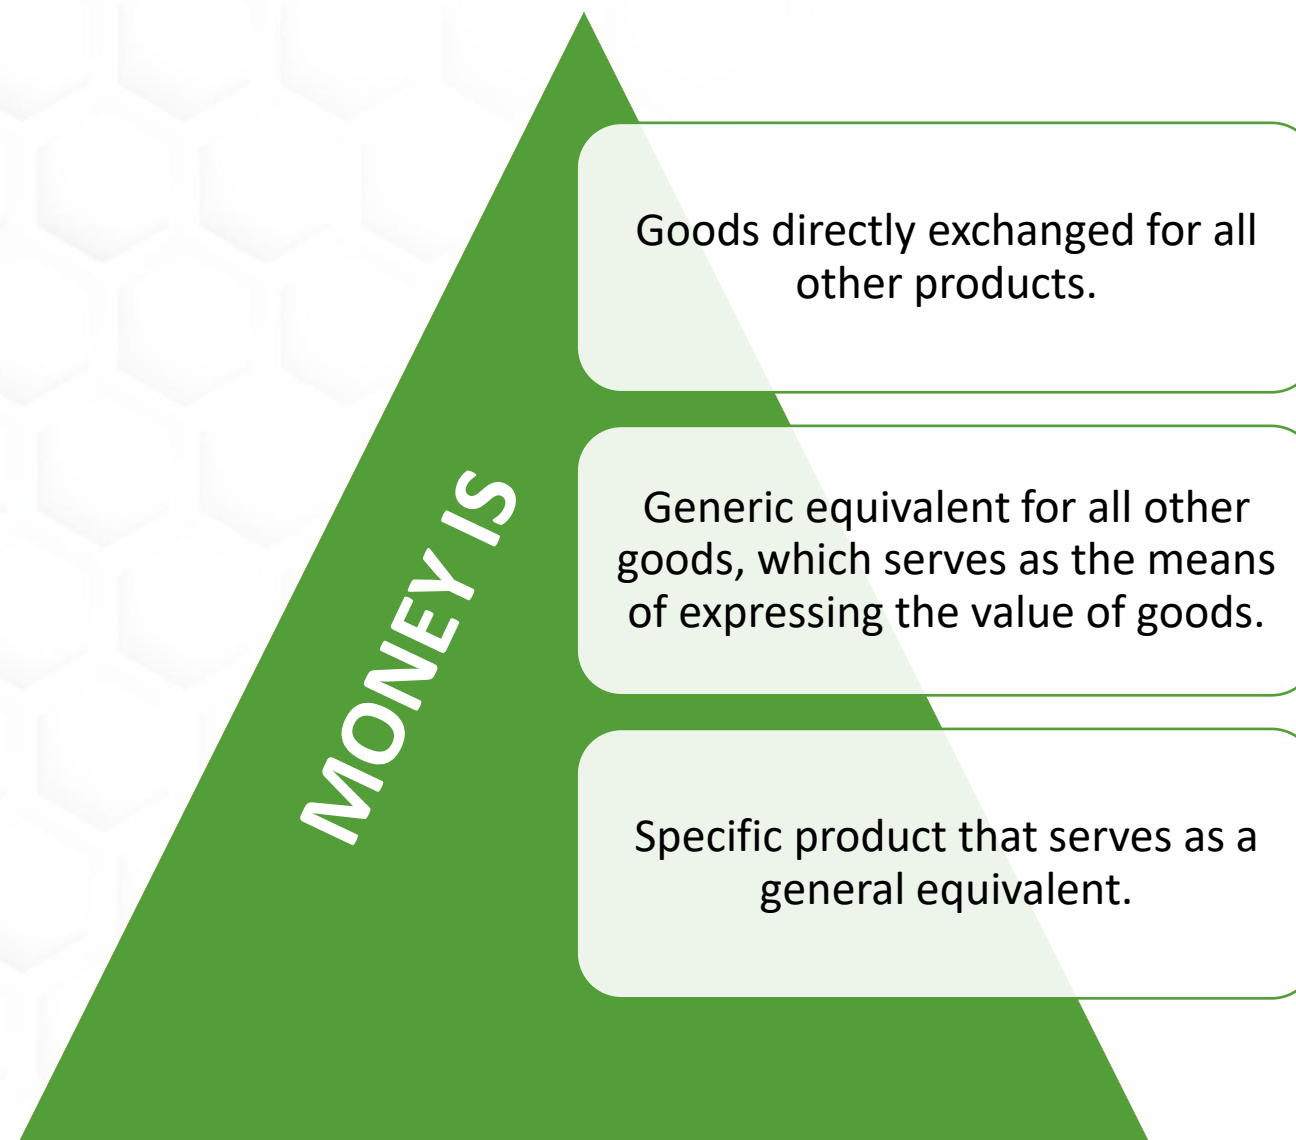 MONEY IS
Goods directly exchanged for all
other products.
Generic equivalent for all other
goods, which serves as the means
of expressing the value of goods.
Specific product that serves as a
general equivalent.